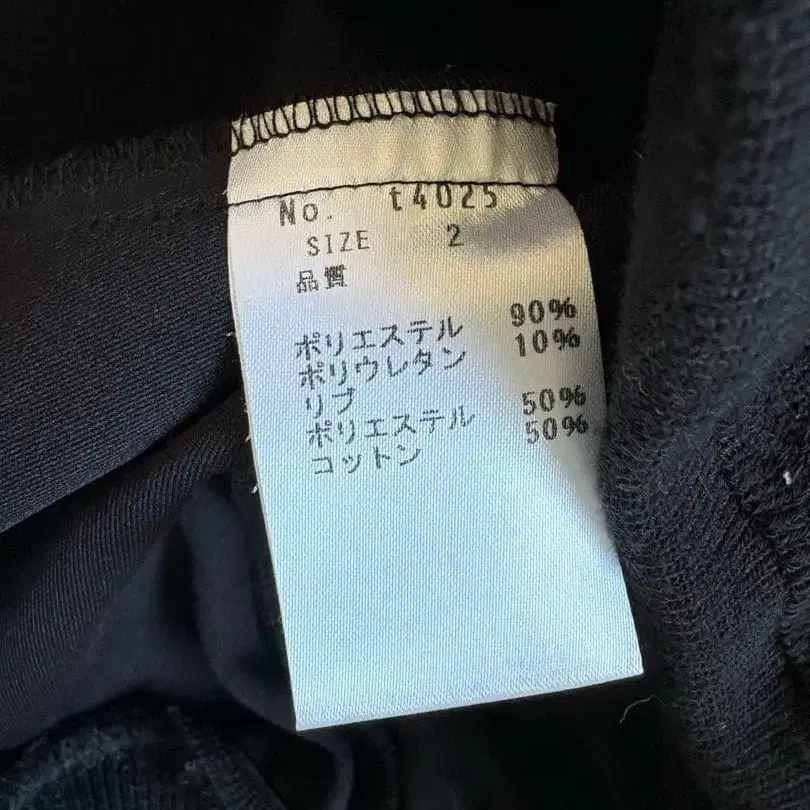 No. t4025
SIZE 2
品質
ポリエステル 90%
ポリウレタン 10%
リブ
ポリエステル 50%
コットン 50%